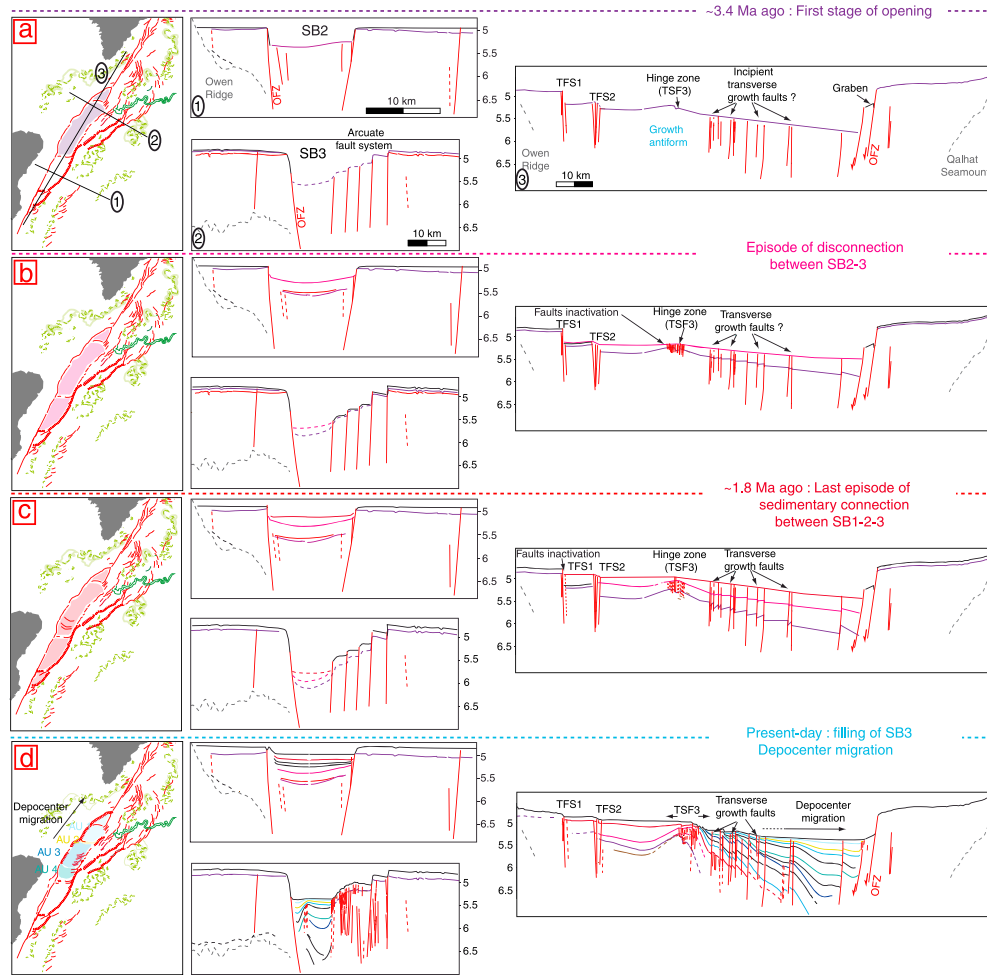 ~3.4 Ma ago : First stage of opening
a
3
2
1
SB2
Owen
Ridge
OFZ
1
10 km
5
5.5
6
6.5
SB3
Arcuate
fault system
OFZ
2
10 km
5
5.5
6
6.5
TFS1
TFS2
Hinge zone
(TSF3)
Incipient
transverse
growth faults ?
Graben
Growth
antiform
Owen
Ridge
OFZ
Qalhat
Seamount
3
10 km
5
5.5
6
6.5
Episode of disconnection
between SB2-3
b
5
5.5
6
6.5
5
5.5
6
6.5
Faults inactivation
TFS1
TFS2
Hinge zone
(TSF3)
Transverse
growth faults ?
5
5.5
6
6.5
~1.8 Ma ago : Last episode of
sedimentary connection
between SB1-2-3
c
5
5.5
6
6.5
5
5.5
6
6.5
Faults inactivation
TFS1
TFS2
Hinge zone
(TSF3)
Transverse
growth faults
5
5.5
6
6.5
Present-day : filling of SB3
Depocenter migration
d
Depocenter
migration
AU
AU
AU 3
AU 4
5
5.5
6
6.5
5
5.5
6
6.5
TFS1
TFS2
TSF3
Transverse
growth faults
Depocenter
migration
OFZ
5
5.5
6
6.5